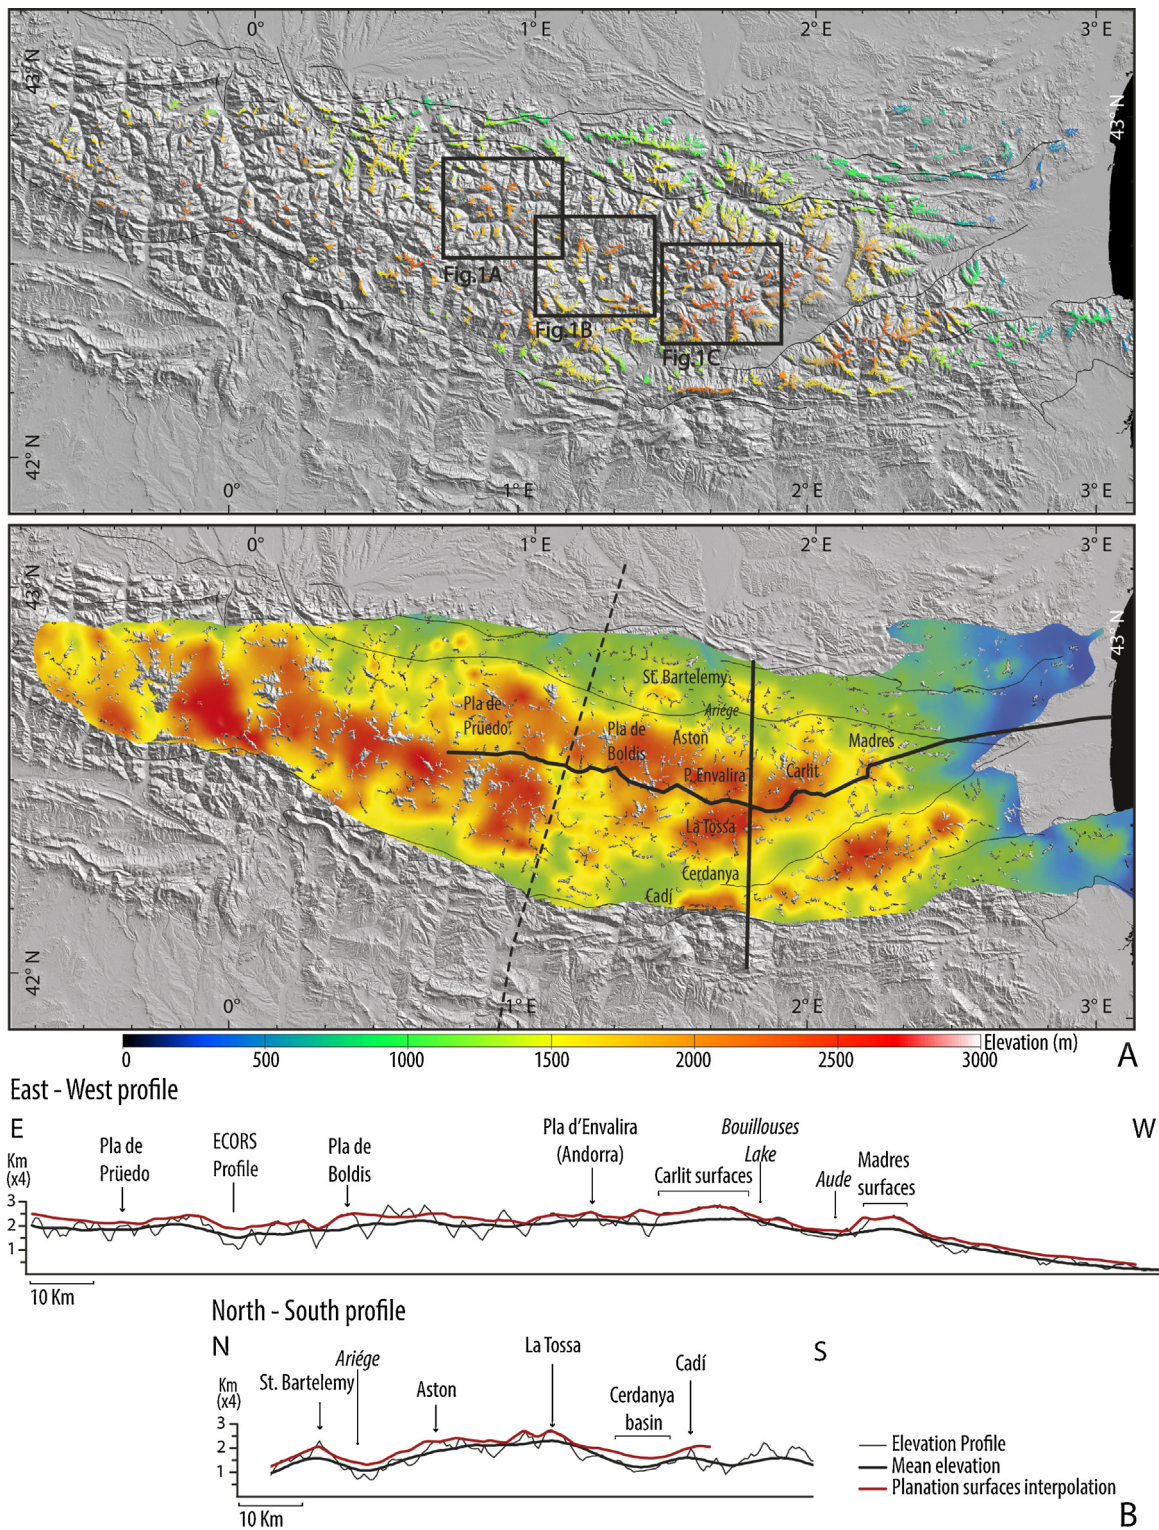 0°
1° E
2° E
3° E
43° N
43° N
Fig.1A
Fig.1B
Fig.1C
42° N
0°
1° E
2° E
3° E
0°
1° E
2° E
3° E
43° N
43° N
St. Bartelemy
Ariége
Pla de
Prüedo
Pla de
Boldis
Aston
Madres
P. Envalira
Carlit
La Tossa
Cerdanya
Cadí
42° N
0°
1° E
2° E
3° E
0
500
1000
1500
2000
2500
3000
Elevation (m)
A
East - West profile
E
W
Pla de
Prüedo
ECORS
Profile
Pla de
Boldis
Pla d'Envalira
(Andorra)
Bouillouses
Lake
Carlit surfaces
Aude
Madres
surfaces
Km
(x4)
3
2
1
10 Km
North - South profile
N
S
St. Bartelemy
Ariége
Aston
La Tossa
Cerdanya
basin
Cadí
Km
(x4)
3
2
1
10 Km
Elevation Profile
Mean elevation
Planation surfaces interpolation
B